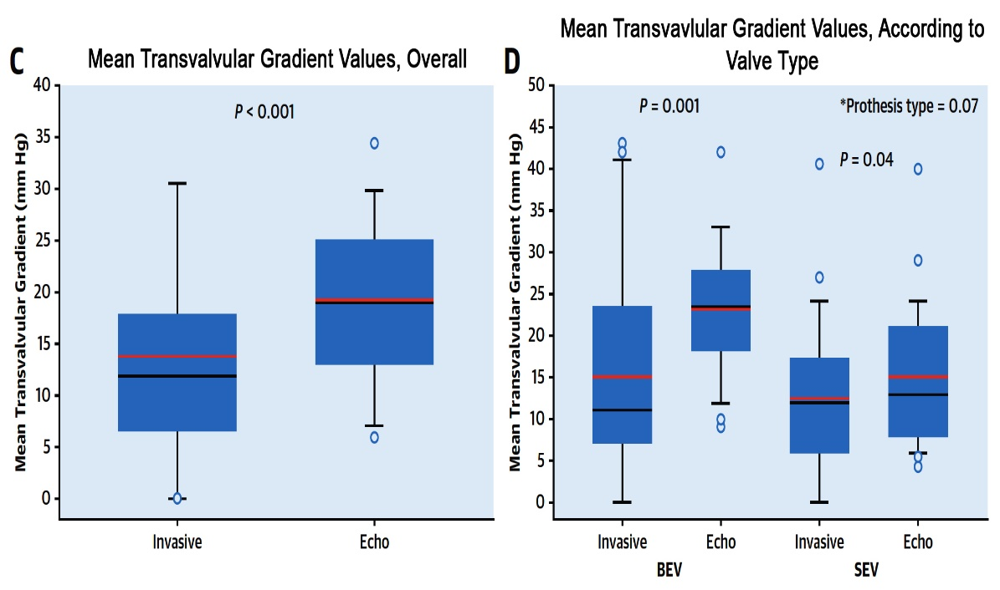 C
Mean Transvalvular Gradient Values, Overall
P < 0.001
Mean Transvalvular Gradient (mm Hg)
40
35
30
25
20
15
10
5
0
Invasive
Echo
D
Mean Transvavlular Gradient Values, According to
Valve Type
P = 0.001
*Prothesis type = 0.07
P = 0.04
Mean Transvalvular Gradient (mm Hg)
50
45
40
35
30
25
20
15
10
5
0
Invasive
Echo
Invasive
Echo
BEV
SEV